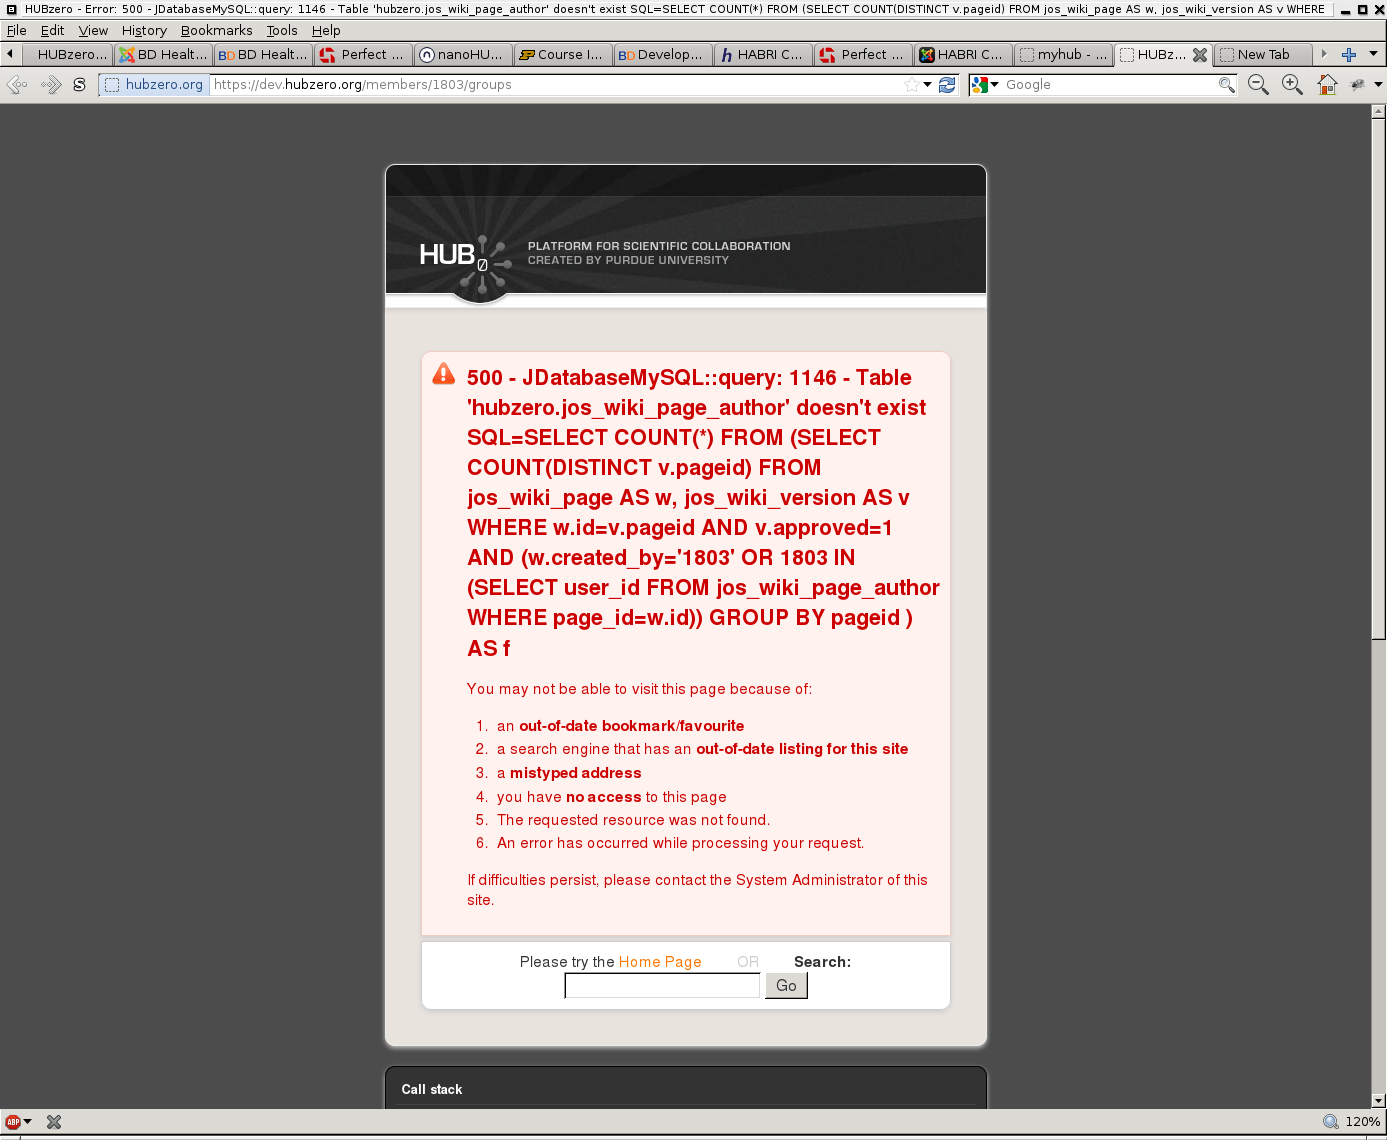 HUBzero - Error: 500 - JDatabaseMySQL::query: 1146 - Table 'hubzero.jos_wiki_page_author' doesn't exist SQL=SELECT COUNT(*) FROM (SELECT COUNT(DISTINCT v.pageid) FROM jos_wiki_page AS w, jos_wiki_version AS v WHERE
File Edit View History Bookmarks Tools Help
HUBzero... BD Healt... BD Healt... Perfect ... nanoHU... Course I... Develop... HABRI C... Perfect ... HABRI C... myhub - ... HUBz... New Tab
S hubzero.org https://dev.hubzero.org/members/1803/groups Google
HUB 0
PLATFORM FOR SCIENTIFIC COLLABORATION
CREATED BY PURDUE UNIVERSITY
500 - JDatabaseMySQL::query: 1146 - Table
'hubzero.jos_wiki_page_author' doesn't exist
SQL=SELECT COUNT(*) FROM (SELECT
COUNT(DISTINCT v.pageid) FROM
jos_wiki_page AS w, jos_wiki_version AS v
WHERE w.id=v.pageid AND v.approved=1
AND (w.created_by='1803' OR 1803 IN
(SELECT user_id FROM jos_wiki_page_author
WHERE page_id=w.id)) GROUP BY pageid )
AS f
You may not be able to visit this page because of:
1. an out-of-date bookmark/favourite
2. a search engine that has an out-of-date listing for this site
3. a mistyped address
4. you have no access to this page
5. The requested resource was not found.
6. An error has occurred while processing your request.
If difficulties persist, please contact the System Administrator of this
site.
Please try the Home Page OR Search:
Go
Call stack
ABP 120%